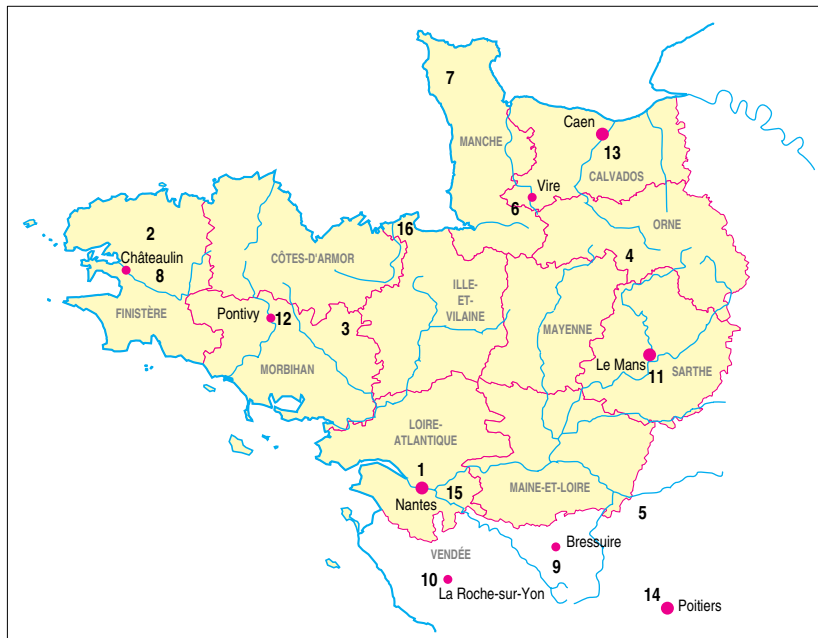 7
MANCHE
Caen
13
CALVADOS
Vire
6
16
ORNE
2
Châteaulin
8
CÔTES-D'ARMOR
4
ILLE-
ET-
VILAINE
FINISTÈRE
Pontivy
12
3
MAYENNE
MORBIHAN
Le Mans
11
SARTHE
LOIRE-
ATLANTIQUE
1
Nantes
15
MAINE-ET-LOIRE
5
VENDÉE
Bressuire
9
10
La Roche-sur-Yon
14
Poitiers